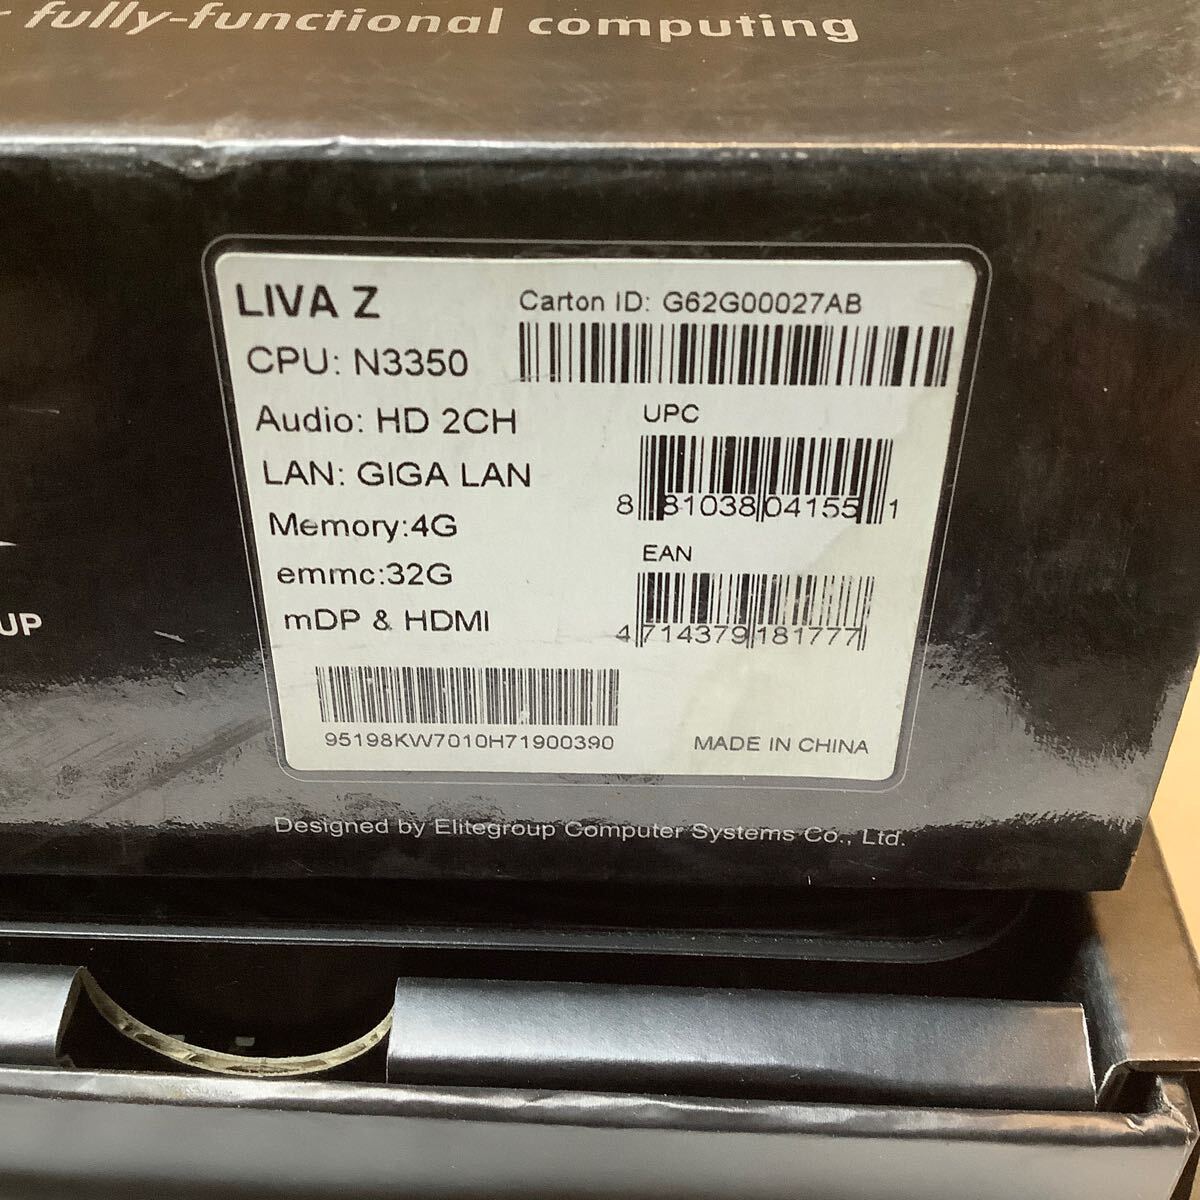 fully-functional computing
LIVA Z
CPU: N3350
Audio: HD 2CH
LAN: GIGA LAN
Memory:4G
emmc:32G
mDP & HDMI
95198KW7010H71900390
Carton ID: G62G00027AB
UPC
8 81038 04155 1
EAN
4 714379 181777
MADE IN CHINA
UP
Designed by Elitegroup Computer Systems Co., Ltd.